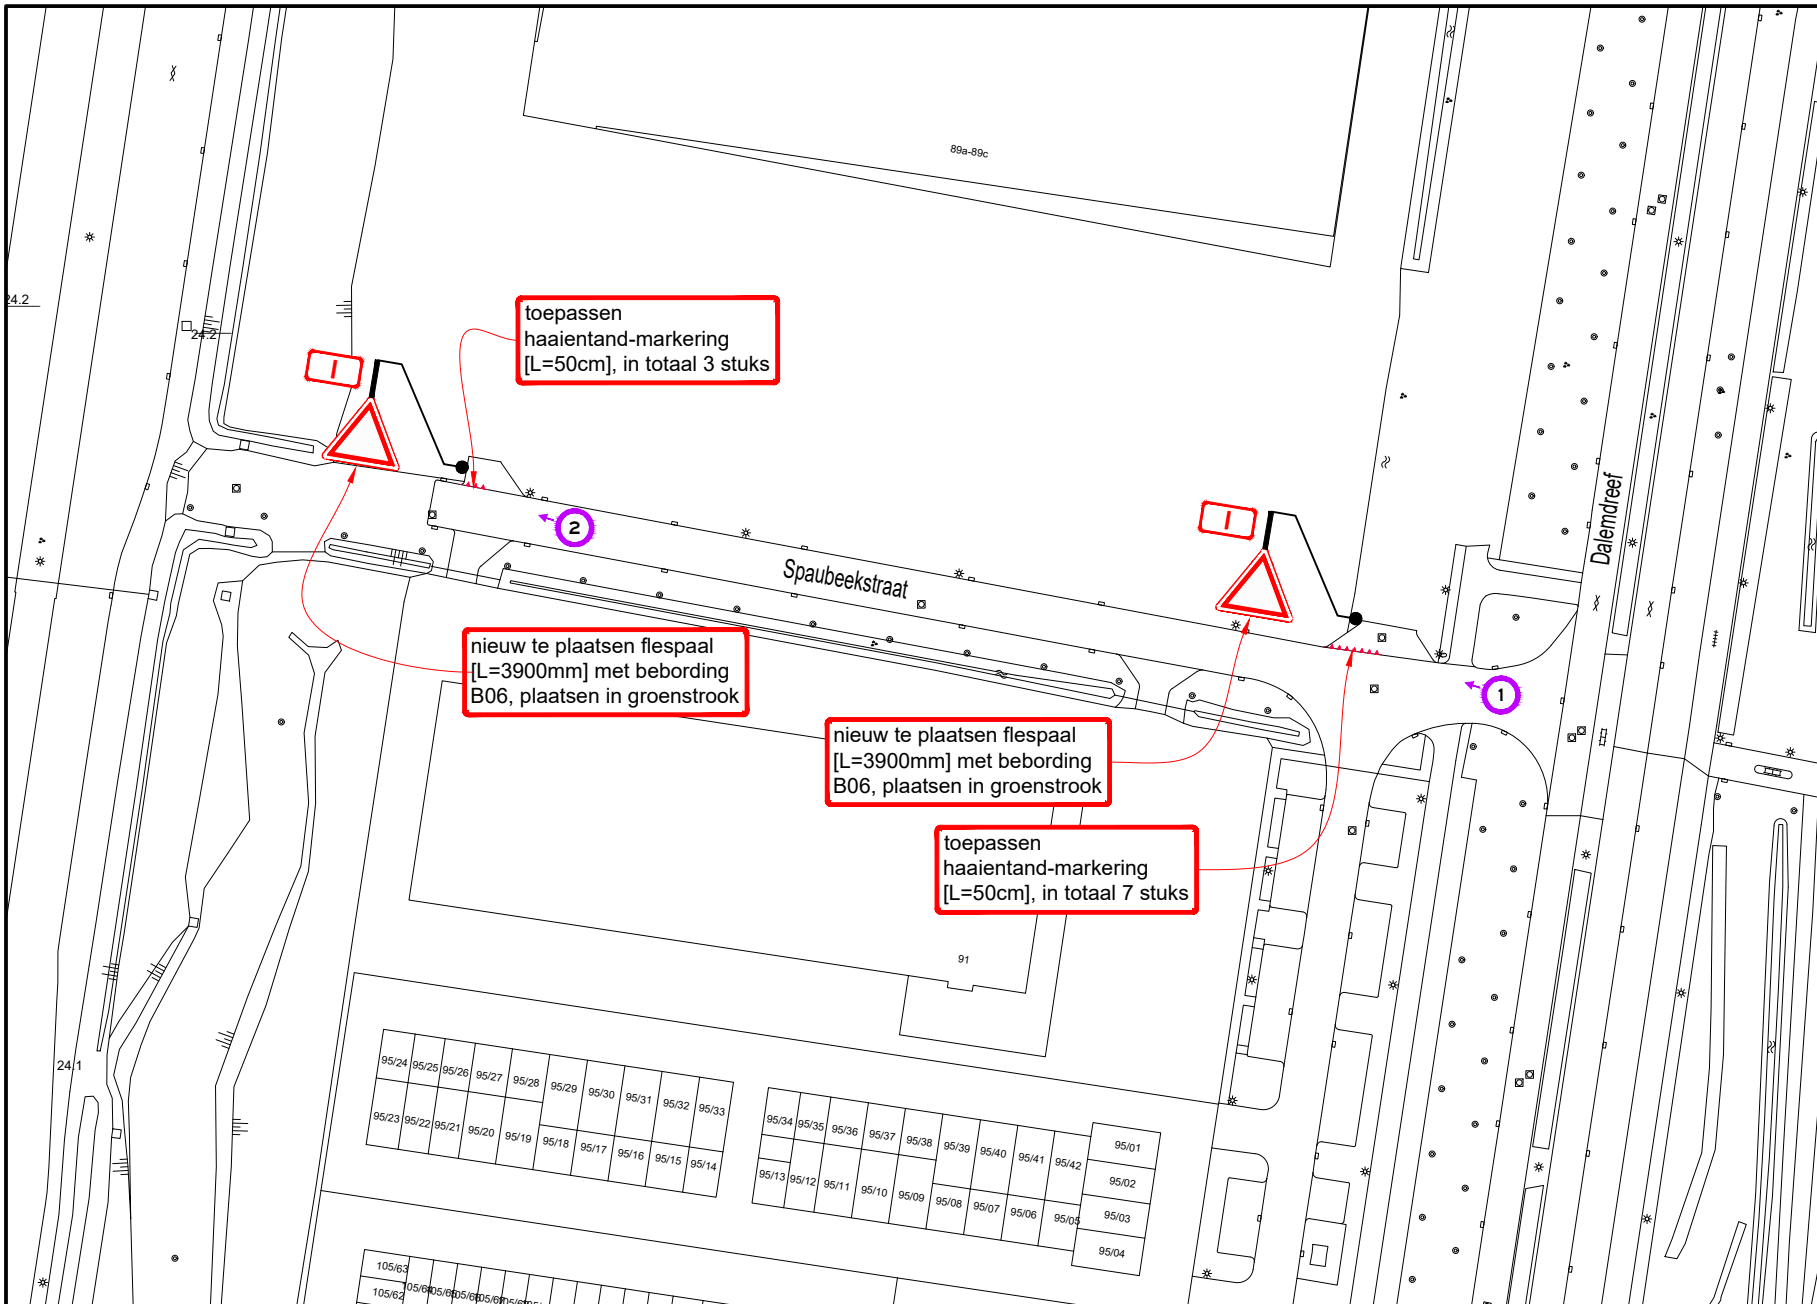 89a-89c
24.2
24.2
toepassen
haaientand-markering
[L=50cm], in totaal 3 stuks
Dalemdreef
2
Spaubeekstraat
1
nieuw te plaatsen flespaal
[L=3900mm] met bebording
B06, plaatsen in groenstrook
nieuw te plaatsen flespaal
[L=3900mm] met bebording
B06, plaatsen in groenstrook
toepassen
haaientand-markering
[L=50cm], in totaal 7 stuks
91
24.1
95/24 95/25 95/26 95/27 95/28 95/29 95/30 95/31 95/32 95/33
95/23 95/22 95/21 95/20 95/19 95/18 95/17 95/16 95/15 95/14
95/34 95/35 95/36 95/37 95/38 95/39 95/40 95/41 95/42
95/13 95/12 95/11 95/10 95/09 95/08 95/07 95/06 95/05
95/01
95/02
95/03
95/04
105/63
105/62